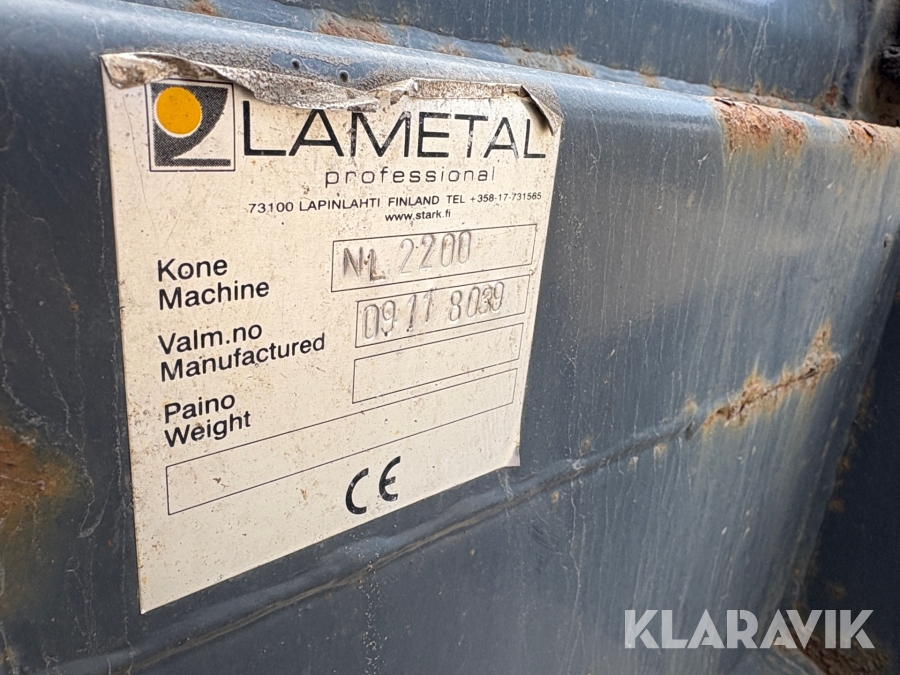 LAMETAL
professional
73100 LAPINLAHTI FINLAND TEL +358-17-731565
www.stark.fi
Kone
Machine
NL 2200
Valm.no
Manufactured
0911 8039
Paino
Weight
CE
KLARAVIK